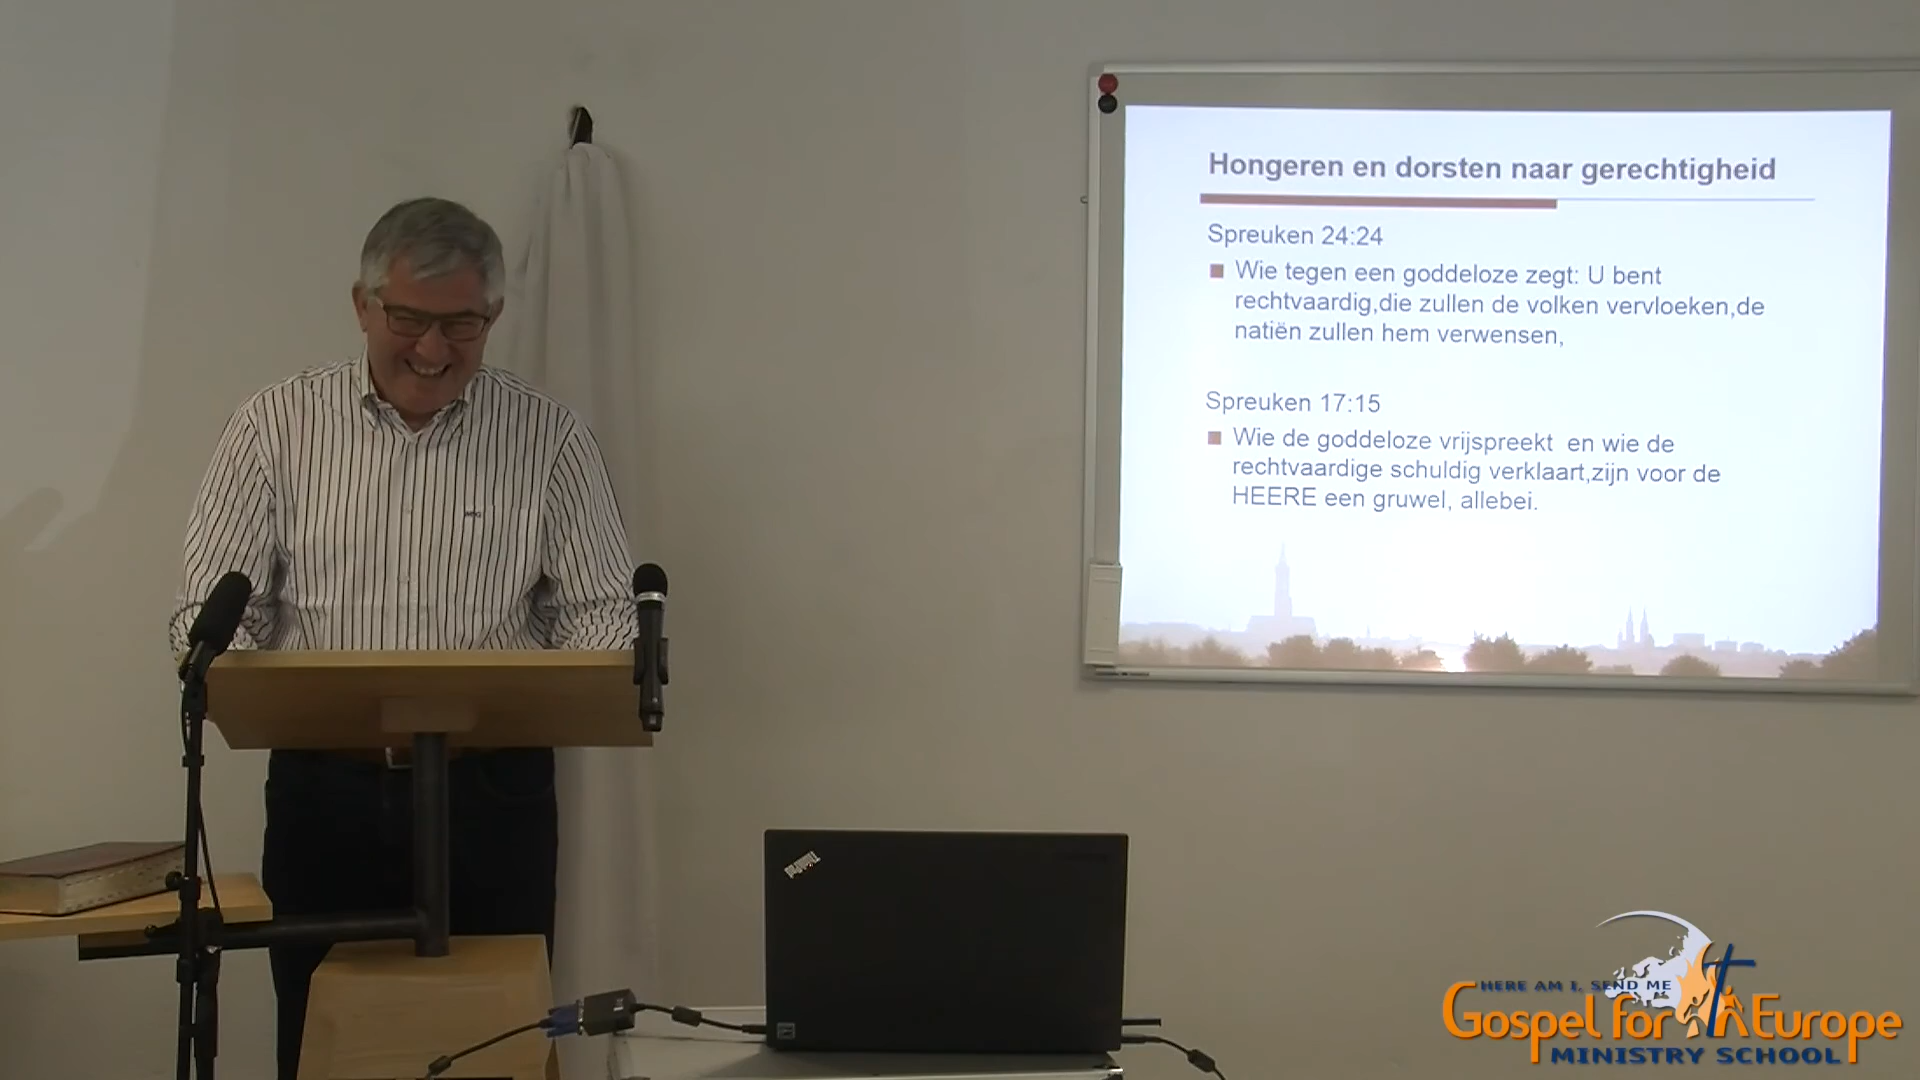 Hongeren en dorsten naar gerechtigheid
Spreuken 24:24
Wie tegen een goddeloze zegt: U bent
rechtvaardig,die zullen de volken vervloeken,de
natiën zullen hem verwensen,
Spreuken 17:15
Wie de goddeloze vrijspreekt en wie de
rechtvaardige schuldig verklaart,zijn voor de
HEERE een gruwel, allebei.
ThinkPad
HERE AM I, SEND ME
Gospel for Europe
MINISTRY SCHOOL